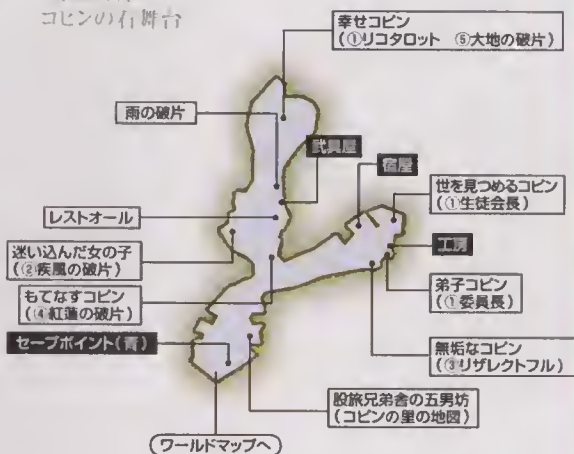 コピンの石舞台
幸せコピン
(①リコタロット ⑤大地の破片)
雨の破片
武具屋
宿屋
世を見つめるコピン
(①生徒会長)
レストオール
工房
迷い込んだ女の子
(②疾風の破片)
弟子コピン
(①委員長)
もてなすコピン
(④紅蓮の破片)
セーブポイント(青)
無垢なコピン
(③リザレクトフル)
股旅兄弟舎の五男坊
(コピンの里の地図)
ワールドマップへ